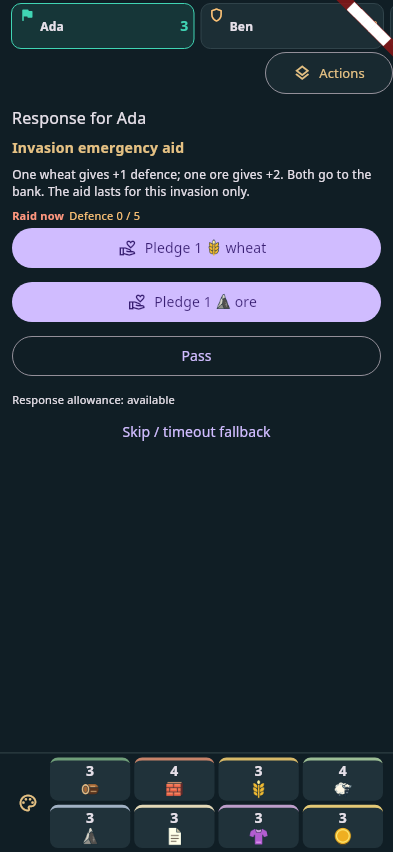 Ada 3 Ben
Actions
Response for Ada
Invasion emergency aid
One wheat gives +1 defence; one ore gives +2. Both go to the
bank. The aid lasts for this invasion only.
Raid now Defence 0 / 5
Pledge 1 wheat
Pledge 1 ore
Pass
Response allowance: available
Skip / timeout fallback
3 4 3 4
3 3 3 3